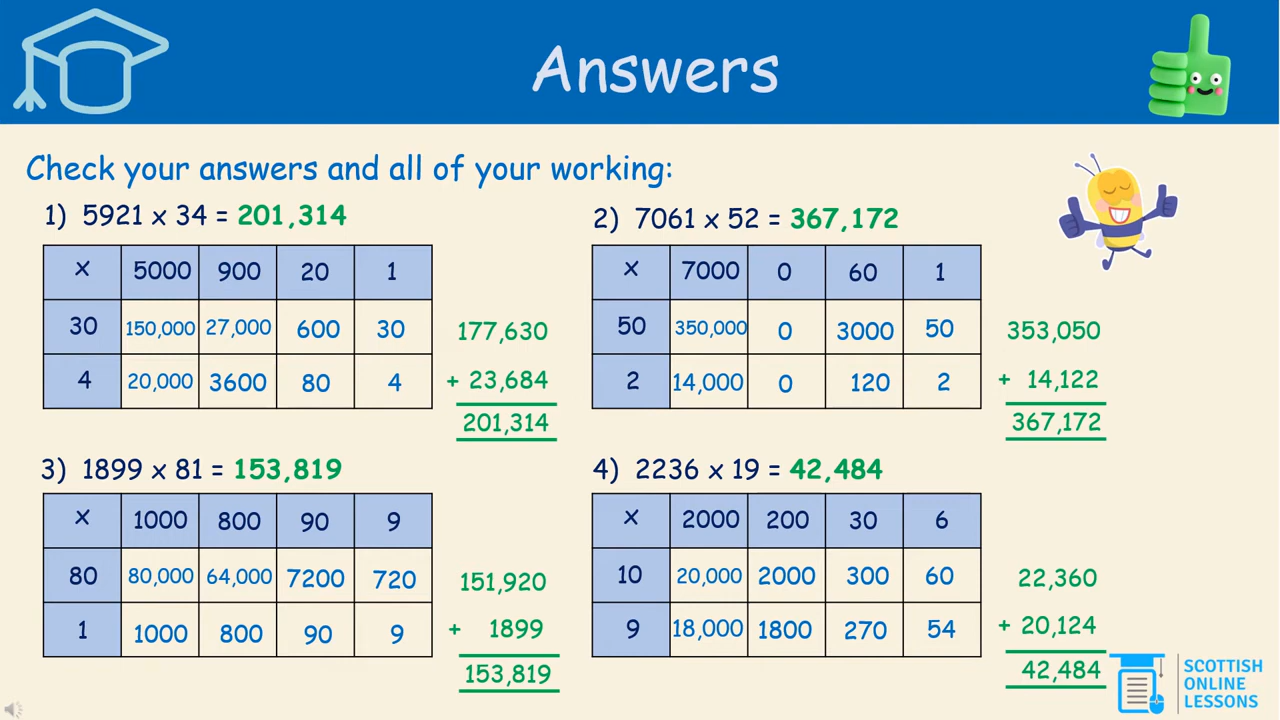 Answers
Check your answers and all of your working:
1) 5921 x 34 = 201,314
x 5000 900 20 1
30 150,000 27,000 600 30
4 20,000 3600 80 4
177,630
+ 23,684
201,314
2) 7061 x 52 = 367,172
x 7000 0 60 1
50 350,000 0 3000 50
2 14,000 0 120 2
353,050
+ 14,122
367,172
3) 1899 x 81 = 153,819
x 1000 800 90 9
80 80,000 64,000 7200 720
1 1000 800 90 9
151,920
+ 1899
153,819
4) 2236 x 19 = 42,484
x 2000 200 30 6
10 20,000 2000 300 60
9 18,000 1800 270 54
22,360
+ 20,124
42,484
SCOTTISH
ONLINE
LESSONS